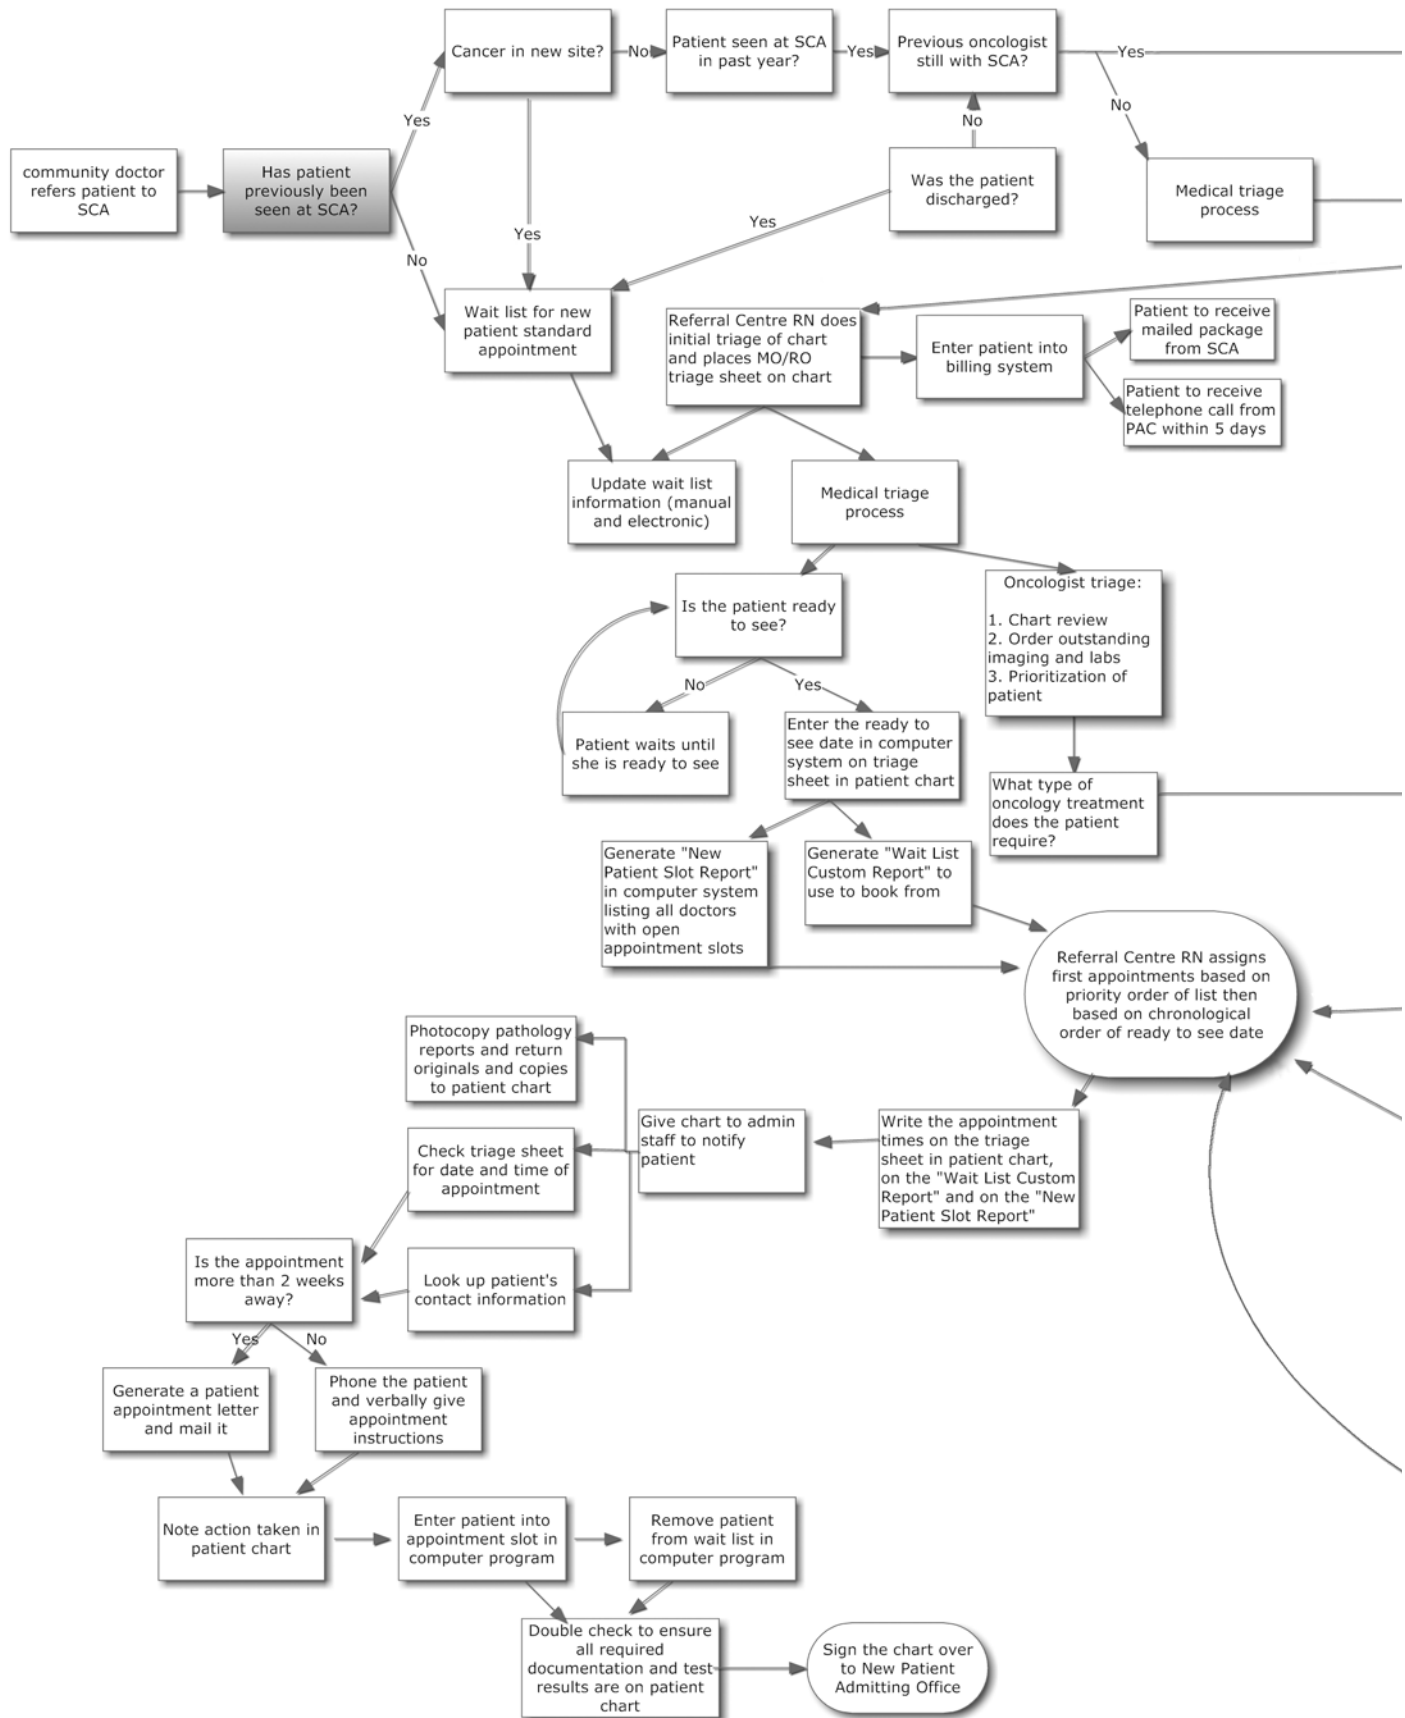 Cancer in new site?
No
Patient seen at SCA
in past year?
Yes
Previous oncologist
still with SCA?
Yes
No
Yes
No
community doctor
refers patient to
SCA
Has patient
previously been
seen at SCA?
Was the patient
discharged?
Medical triage
process
Yes
Yes
No
Wait list for new
patient standard
appointment
Referral Centre RN does
initial triage of chart
and places MO/RO
triage sheet on chart
Enter patient into
billing system
Patient to receive
mailed package
from SCA
Patient to receive
telephone call from
PAC within 5 days
Update wait list
information (manual
and electronic)
Medical triage
process
Is the patient ready
to see?
Oncologist triage:
1. Chart review
2. Order outstanding
imaging and labs
3. Prioritization of
patient
No
Yes
Patient waits until
she is ready to see
Enter the ready to
see date in computer
system on triage
sheet in patient chart
What type of
oncology treatment
does the patient
require?
Generate "New
Patient Slot Report"
in computer system
listing all doctors
with open
appointment slots
Generate "Wait List
Custom Report" to
use to book from
Referral Centre RN assigns
first appointments based on
priority order of list then
based on chronological
order of ready to see date
Photocopy pathology
reports and return
originals and copies
to patient chart
Check triage sheet
for date and time of
appointment
Give chart to admin
staff to notify
patient
Write the appointment
times on the triage
sheet in patient chart,
on the "Wait List Custom
Report" and on the "New
Patient Slot Report"
Is the appointment
more than 2 weeks
away?
Look up patient's
contact information
Yes
No
Generate a patient
appointment letter
and mail it
Phone the patient
and verbally give
appointment
instructions
Note action taken in
patient chart
Enter patient into
appointment slot in
computer program
Remove patient
from wait list in
computer program
Double check to ensure
all required
documentation and test
results are on patient
chart
Sign the chart over
to New Patient
Admitting Office